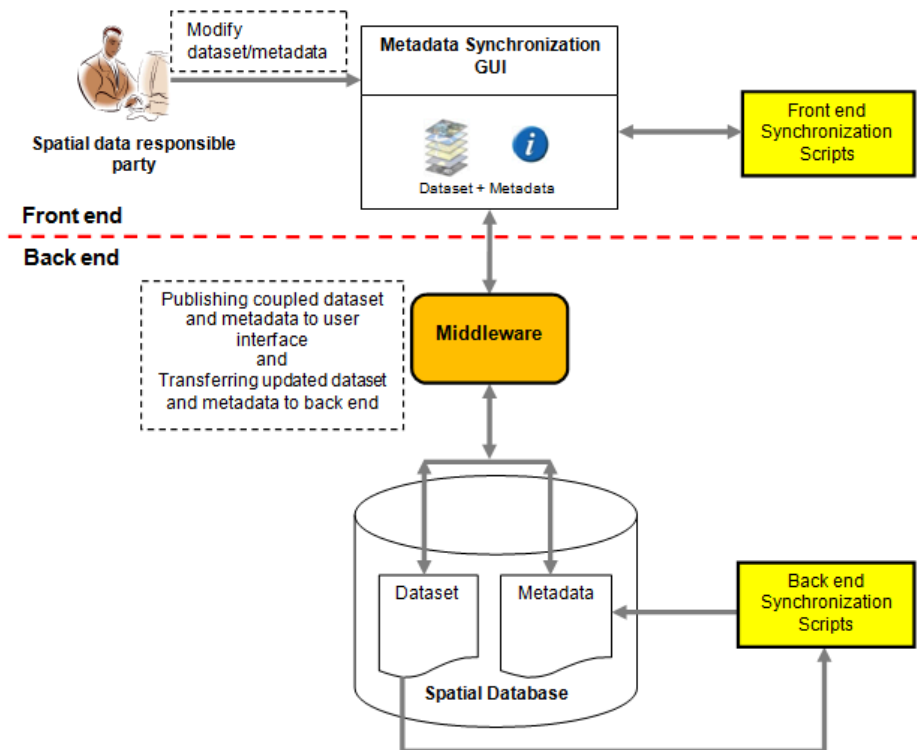 Modify
dataset/metadata
Spatial data responsible
party
Metadata Synchronization
GUI
i
Dataset + Metadata
Front end
Synchronization
Scripts
Front end
Back end
Publishing coupled dataset
and metadata to user
interface
and
Transferring updated dataset
and metadata to back end
Middleware
Dataset
Metadata
Spatial Database
Back end
Synchronization
Scripts